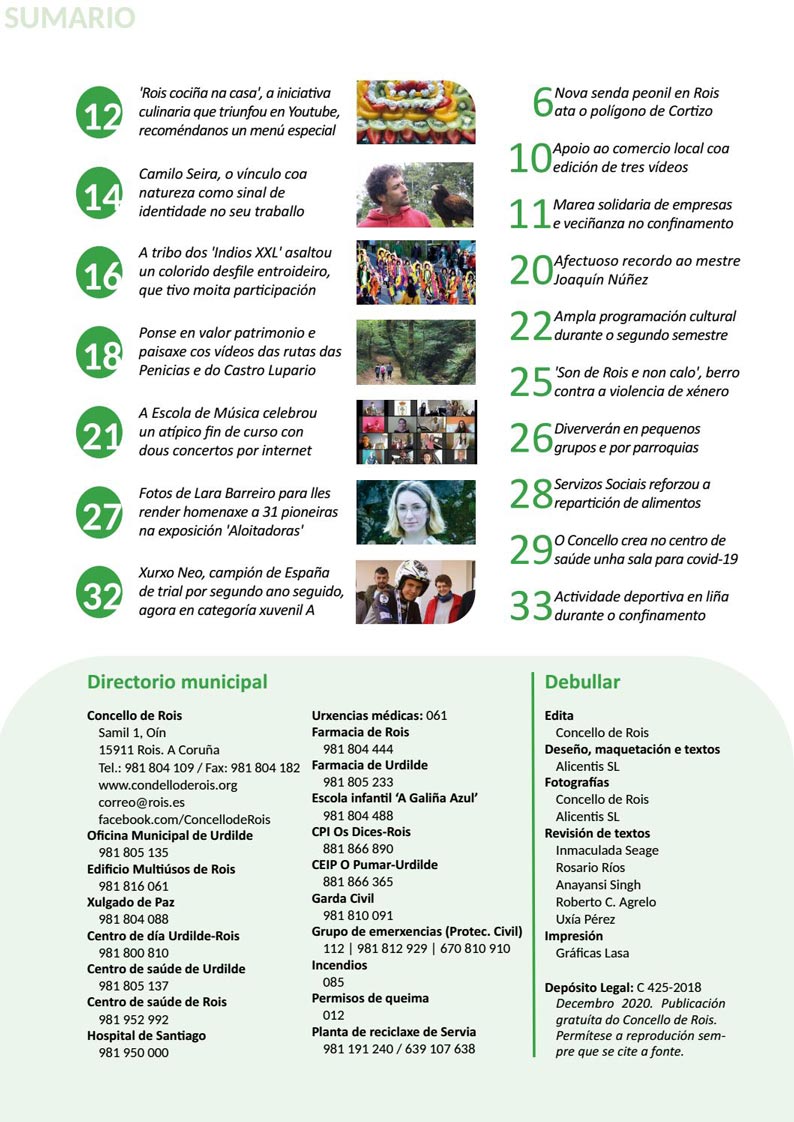 SUMARIO
12
'Rois cociña na casa', a iniciativa
culinaria que triunfou en Youtube,
recoméndanos un menú especial
14
Camilo Seira, o vínculo coa
natureza como sinal de
identidade no seu traballo
16
A tribo dos 'Indios XXL' asaltou
un colorido desfile entroideiro,
que tivo moita participación
18
Ponse en valor patrimonio e
paisaxe cos vídeos das rutas das
Penicias e do Castro Lupario
21
A Escola de Música celebrou
un atípico fin de curso con
dous concertos por internet
27
Fotos de Lara Barreiro para lles
render homenaxe a 31 pioneiras
na exposición 'Aloitadoras'
32
Xurxo Neo, campión de España
de trial por segundo ano seguido,
agora en categoría xuvenil A
6
Nova senda peonil en Rois
ata o polígono de Cortizo
10
Apoio ao comercio local coa
edición de tres vídeos
11
Marea solidaria de empresas
e veciñanza no confinamento
20
Afectuoso recordo ao mestre
Joaquín Núñez
22
Ampla programación cultural
durante o segundo semestre
25
'Son de Rois e non calo', berro
contra a violencia de xénero
26
Diververán en pequenos
grupos e por parroquias
28
Servizos Sociais reforzou a
repartición de alimentos
29
O Concello crea no centro de
saúde unha sala para covid-19
33
Actividade deportiva en liña
durante o confinamento
Directorio municipal
Concello de Rois
Samil 1, Oín
15911 Rois. A Coruña
Tel.: 981 804 109 / Fax: 981 804 182
www.condelloderois.org
correo@rois.es
facebook.com/ConcellodeRois
Oficina Municipal de Urdilde
981 805 135
Edificio Multiúsos de Rois
981 816 061
Xulgado de Paz
981 804 088
Centro de día Urdilde-Rois
981 800 810
Centro de saúde de Urdilde
981 805 137
Centro de saúde de Rois
981 952 992
Hospital de Santiago
981 950 000
Urxencias médicas: 061
Farmacia de Rois
981 804 444
Farmacia de Urdilde
981 805 233
Escola infantil ‘A Galiña Azul’
981 804 488
CPI Os Dices-Rois
881 866 890
CEIP O Pumar-Urdilde
881 866 365
Garda Civil
981 810 091
Grupo de emerxencias (Protec. Civil)
112 | 981 812 929 | 670 810 910
Incendios
085
Permisos de queima
012
Planta de reciclaxe de Servia
981 191 240 / 639 107 638
Debullar
Edita
Concello de Rois
Deseño, maquetación e textos
Alicentis SL
Fotografías
Concello de Rois
Alicentis SL
Revisión de textos
Inmaculada Seage
Rosario Ríos
Anayansi Singh
Roberto C. Agrelo
Uxía Pérez
Impresión
Gráficas Lasa
Depósito Legal: C 425-2018
Decembro 2020. Publicación
gratuíta do Concello de Rois.
Permítese a reprodución sem-
pre que se cite a fonte.